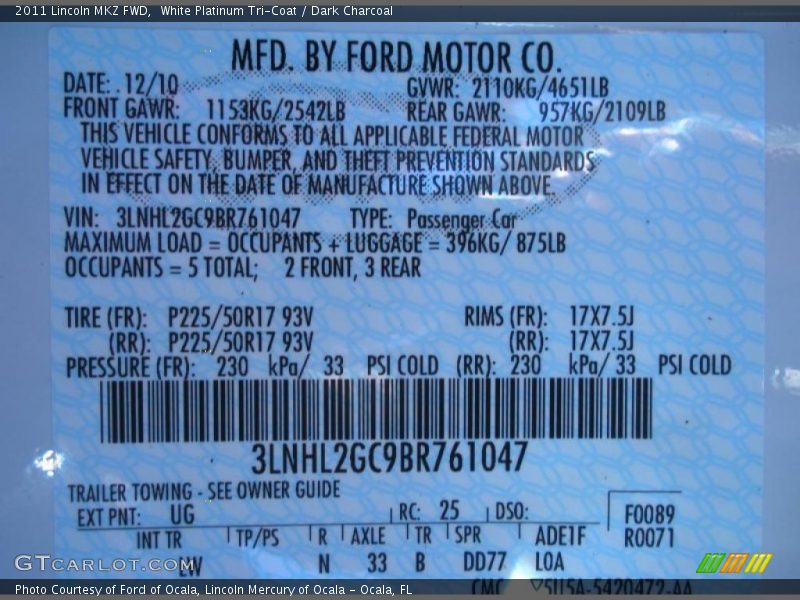 2011 Lincoln MKZ FWD,  White Platinum Tri-Coat / Dark Charcoal
MFD. BY FORD MOTOR CO.
DATE: 12/10 GVWR: 2110KG/4651LB
FRONT GAWR: 1153KG/2542LB REAR GAWR: 957KG/2109LB
THIS VEHICLE CONFORMS TO ALL APPLICABLE FEDERAL MOTOR
VEHICLE SAFETY, BUMPER, AND THEFT PREVENTION STANDARDS
IN EFFECT ON THE DATE OF MANUFACTURE SHOWN ABOVE.
VIN: 3LNHL2GC9BR761047 TYPE: Passenger Car
MAXIMUM LOAD = OCCUPANTS + LUGGAGE = 396KG/ 875LB
OCCUPANTS = 5 TOTAL; 2 FRONT, 3 REAR
TIRE (FR): P225/50R17 93V RIMS (FR): 17X7.5J
(RR): P225/50R17 93V (RR): 17X7.5J
PRESSURE (FR): 230 kPa/ 33 PSI COLD (RR): 230 kPa/ 33 PSI COLD
3LNHL2GC9BR761047
TRAILER TOWING - SEE OWNER GUIDE
EXT PNT: UG RC: 25 DSO: F0089
INT TR TP/PS R AXLE TR SPR ADE1F R0071
LW N 33 B DD77 LOA
GTCARLOT.COM
Photo Courtesy of Ford of Ocala, Lincoln Mercury of Ocala - Ocala, FL